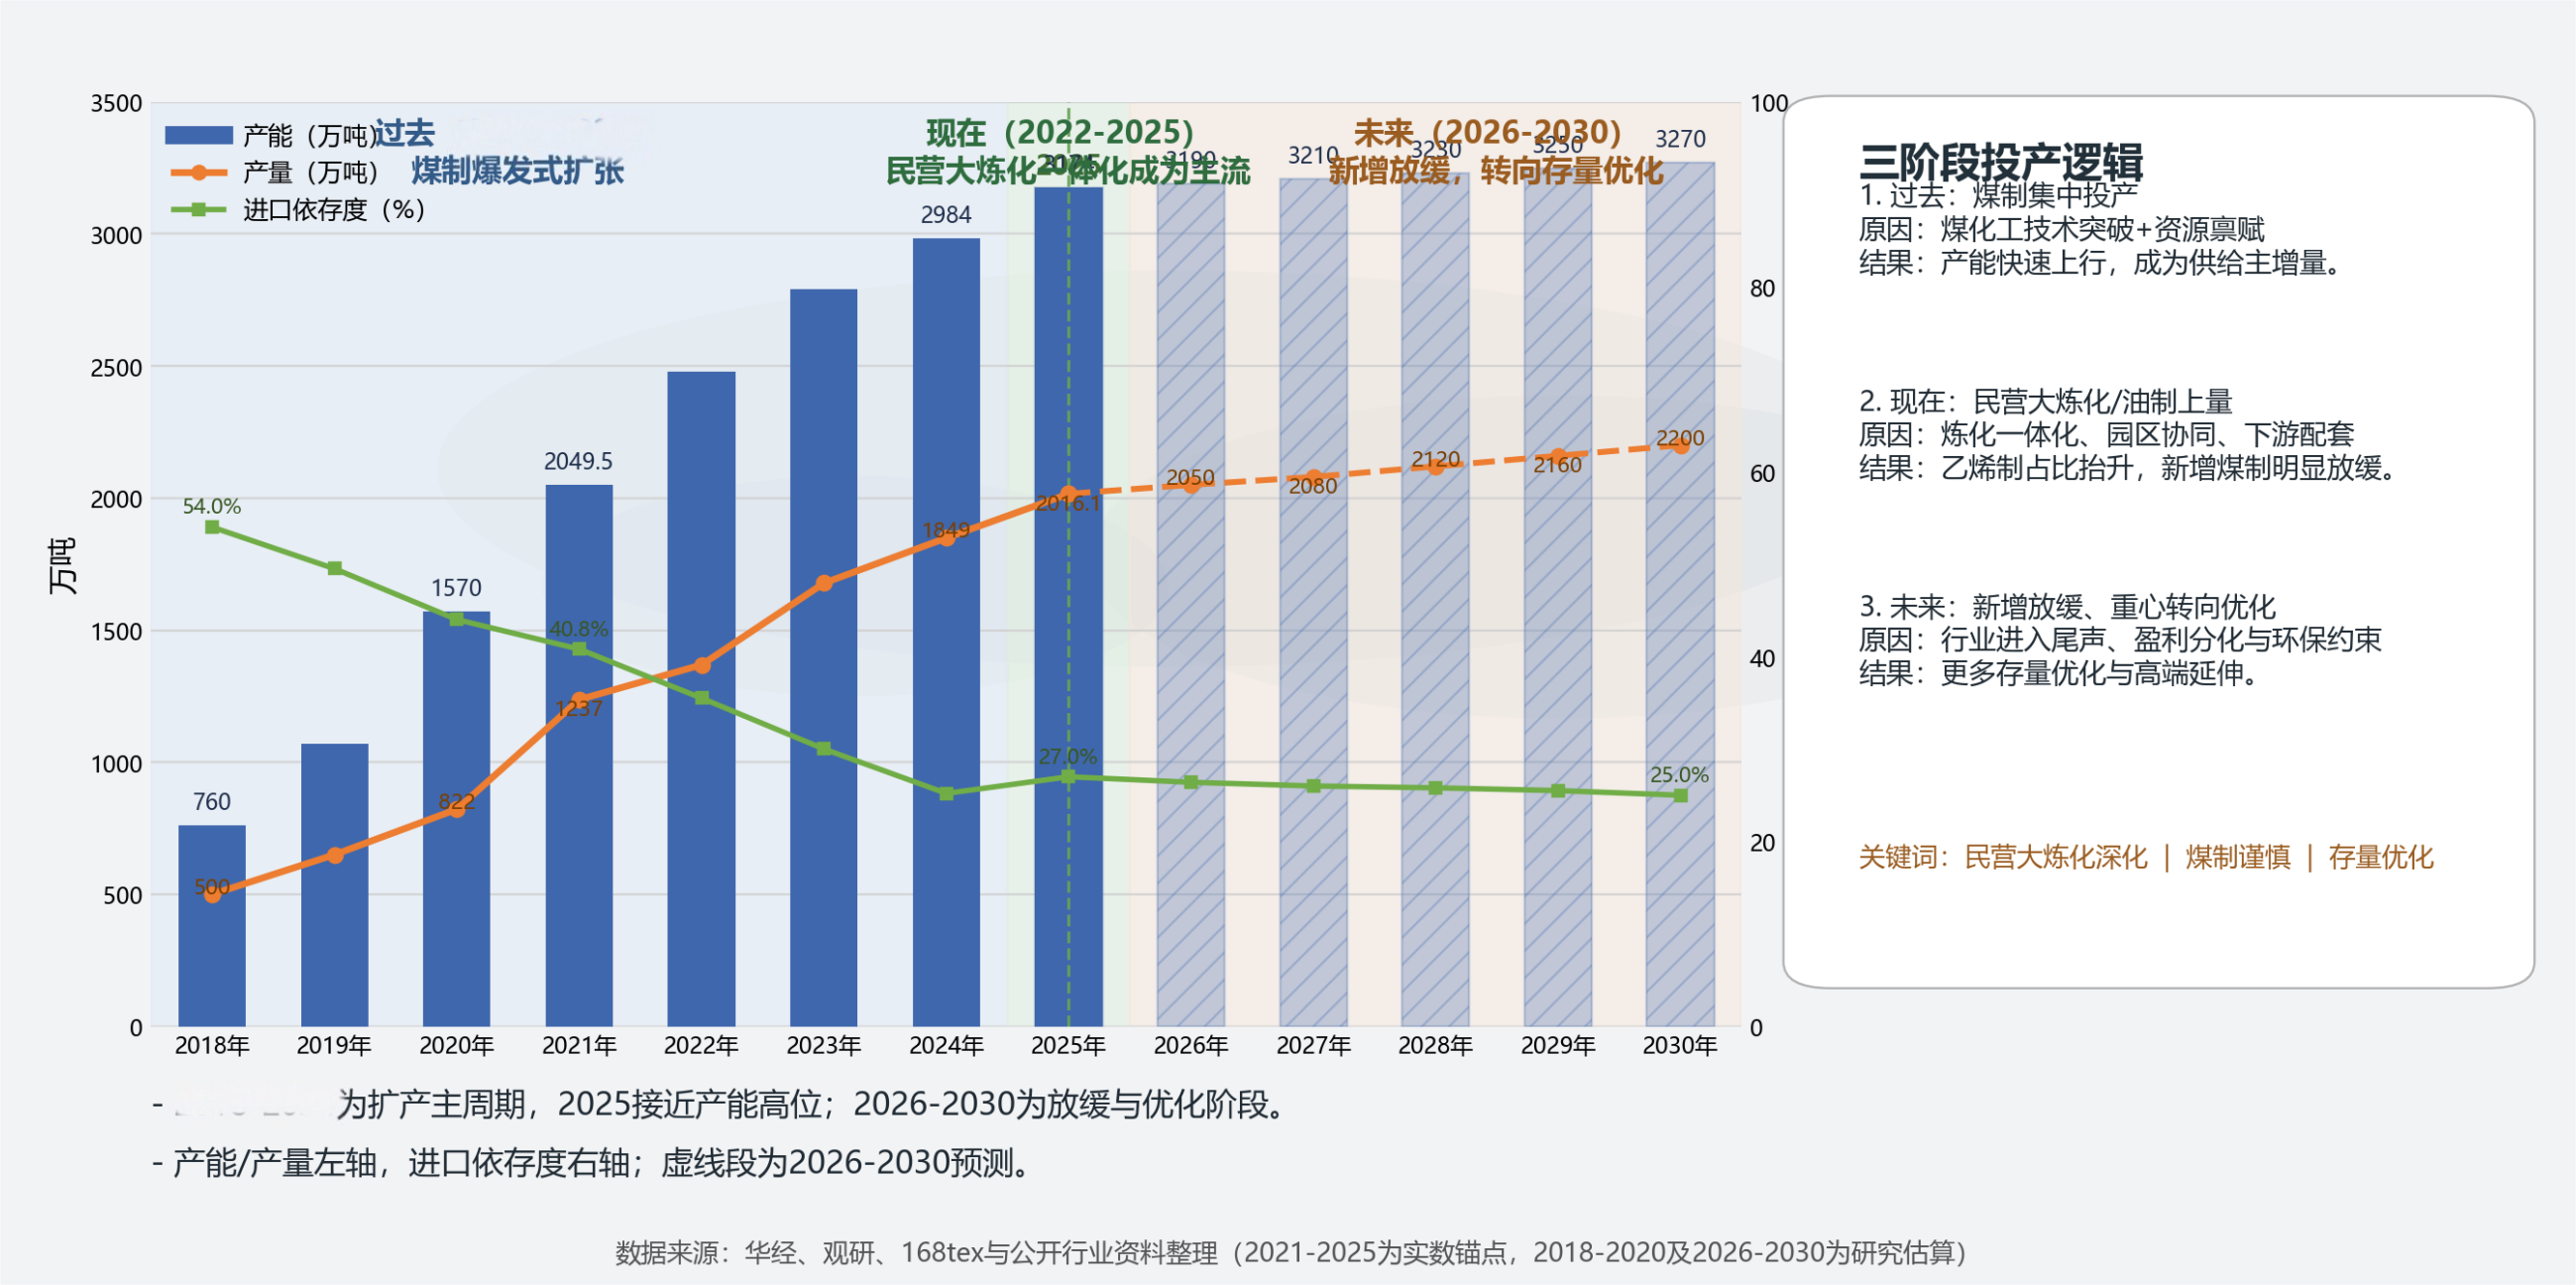 产能（万吨）
产量（万吨）
进口依存度（%）
过去
煤制爆发式扩张
现在（2022-2025）
民营大炼化一体化成为主流
未来（2026-2030）
新增放缓，转向存量优化
3500
3000
2500
2000
1500
1000
500
0
万吨
100
80
60
40
20
0
760
1570
2049.5
2984
3190
3210
3230
3250
3270
500
822
1237
1849
2016.1
2050
2080
2120
2160
2200
54.0%
40.8%
27.0%
25.0%
2018年
2019年
2020年
2021年
2022年
2023年
2024年
2025年
2026年
2027年
2028年
2029年
2030年
三阶段投产逻辑
1. 过去：煤制集中投产
原因：煤化工技术突破+资源禀赋
结果：产能快速上行，成为供给主增量。
2. 现在：民营大炼化/油制上量
原因：炼化一体化、园区协同、下游配套
结果：乙烯制占比抬升，新增煤制明显放缓。
3. 未来：新增放缓、重心转向优化
原因：行业进入尾声、盈利分化与环保约束
结果：更多存量优化与高端延伸。
关键词：民营大炼化深化 | 煤制谨慎 | 存量优化
- 为扩产主周期，2025接近产能高位；2026-2030为放缓与优化阶段。
- 产能/产量左轴，进口依存度右轴；虚线段为2026-2030预测。
数据来源：华经、观研、168tex与公开行业资料整理（2021-2025为实数锚点，2018-2020及2026-2030为研究估算）